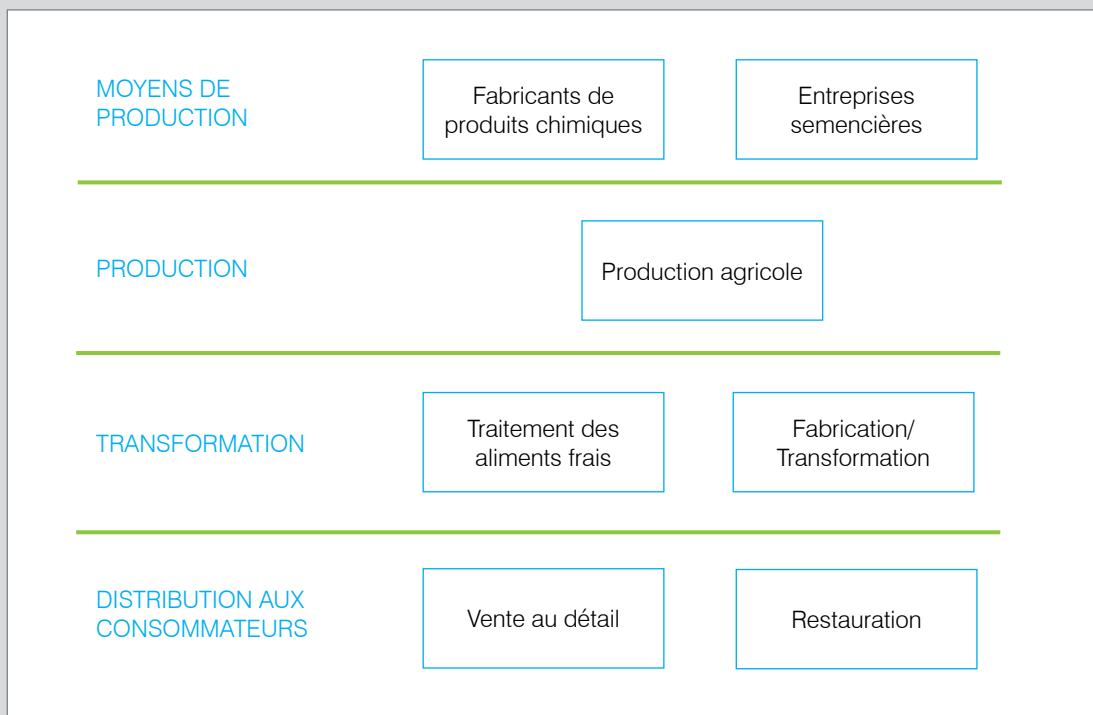 MOYENS DE
PRODUCTION
Fabricants de
produits chimiques
Entreprises
semencières
PRODUCTION
Production agricole
TRANSFORMATION
Traitement des
aliments frais
Fabrication/
Transformation
DISTRIBUTION AUX
CONSOMMATEURS
Vente au détail
Restauration